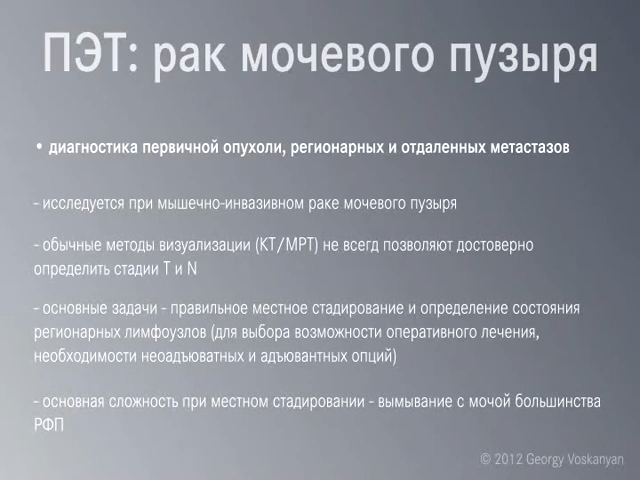 ПЭТ: рак мочевого пузыря
• диагностика первичной опухоли, регионарных и отдаленных метастазов
- исследуется при мышечно-инвазивном раке мочевого пузыря
- обычные методы визуализации (КТ/МРТ) не всегд позволяют достоверно
определить стадии T и N
- основные задачи - правильное местное стадирование и определение состояния
регионарных лимфоузлов (для выбора возможности оперативного лечения,
необходимости неоадъюватных и адъювантных опций)
- основная сложность при местном стадировании - вымывание с мочой большинства
РФП
© 2012 Georgy Voskanyan